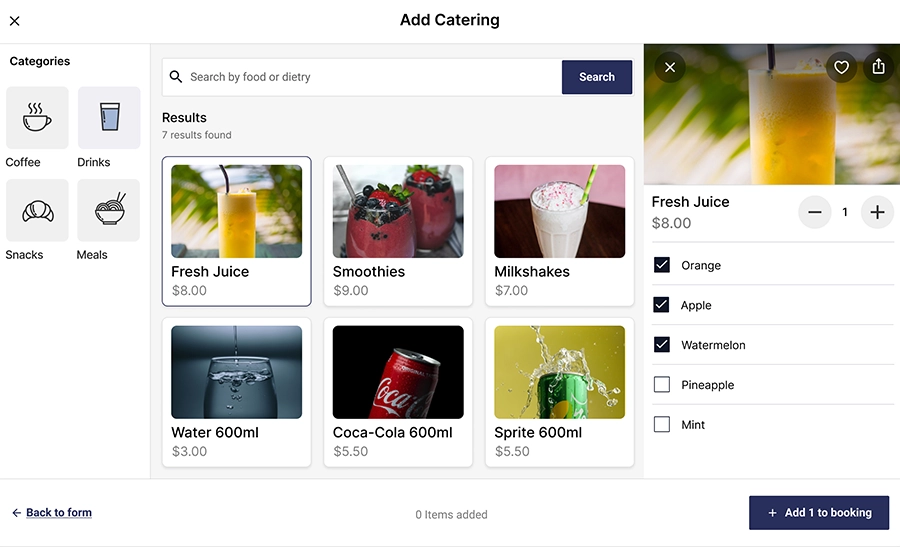 Add Catering
Categories
Coffee
Drinks
Snacks
Meals
Search by food or dietry
Search
Results
7 results found
Fresh Juice
$8.00
Smoothies
$9.00
Milkshakes
$7.00
Water 600ml
$3.00
Coca-Cola 600ml
$5.50
Sprite 600ml
$5.50
Fresh Juice
$8.00
1
Orange
Apple
Watermelon
Pineapple
Mint
Back to form
0 Items added
+ Add 1 to booking